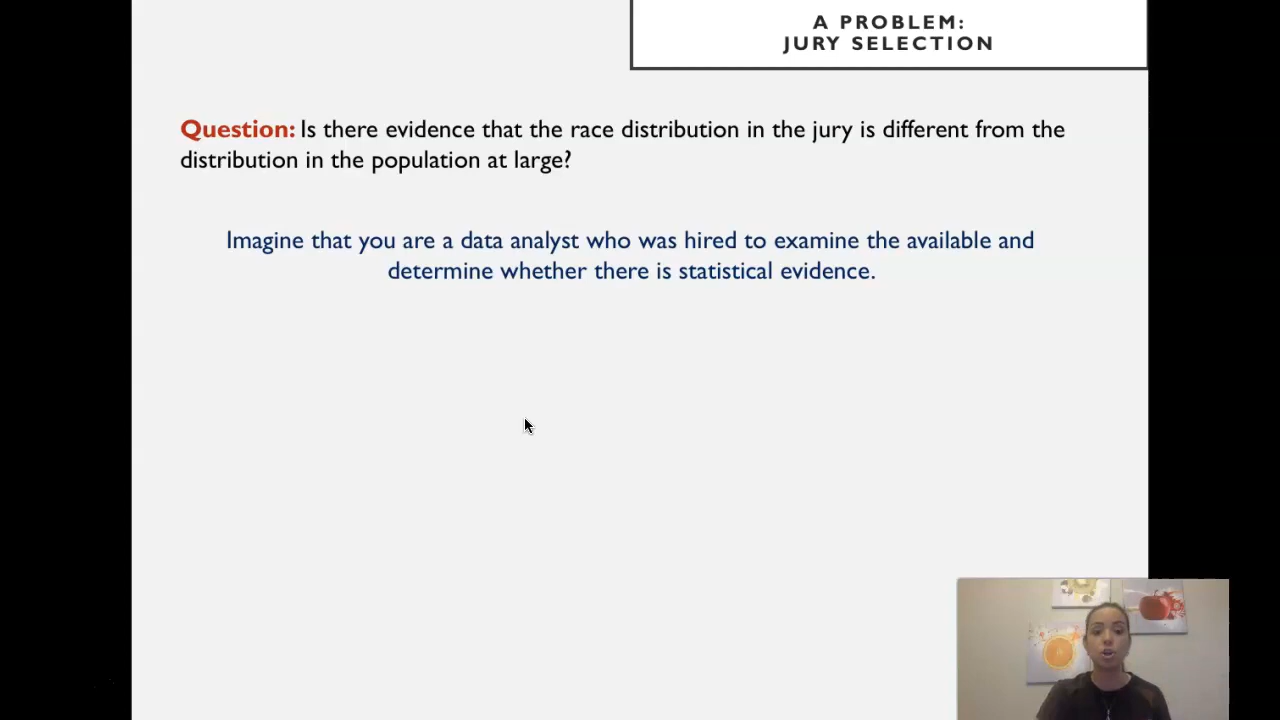 A PROBLEM:
JURY SELECTION
Question: Is there evidence that the race distribution in the jury is different from the
distribution in the population at large?
Imagine that you are a data analyst who was hired to examine the available and
determine whether there is statistical evidence.